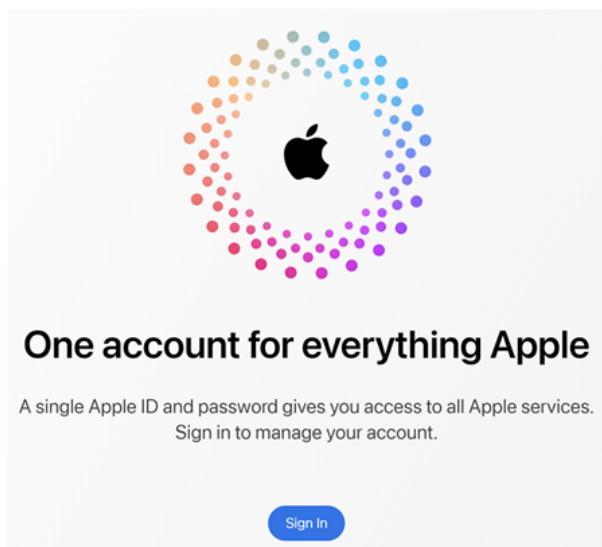 One account for everything Apple
A single Apple ID and password gives you access to all Apple services.
Sign in to manage your account.
Sign In